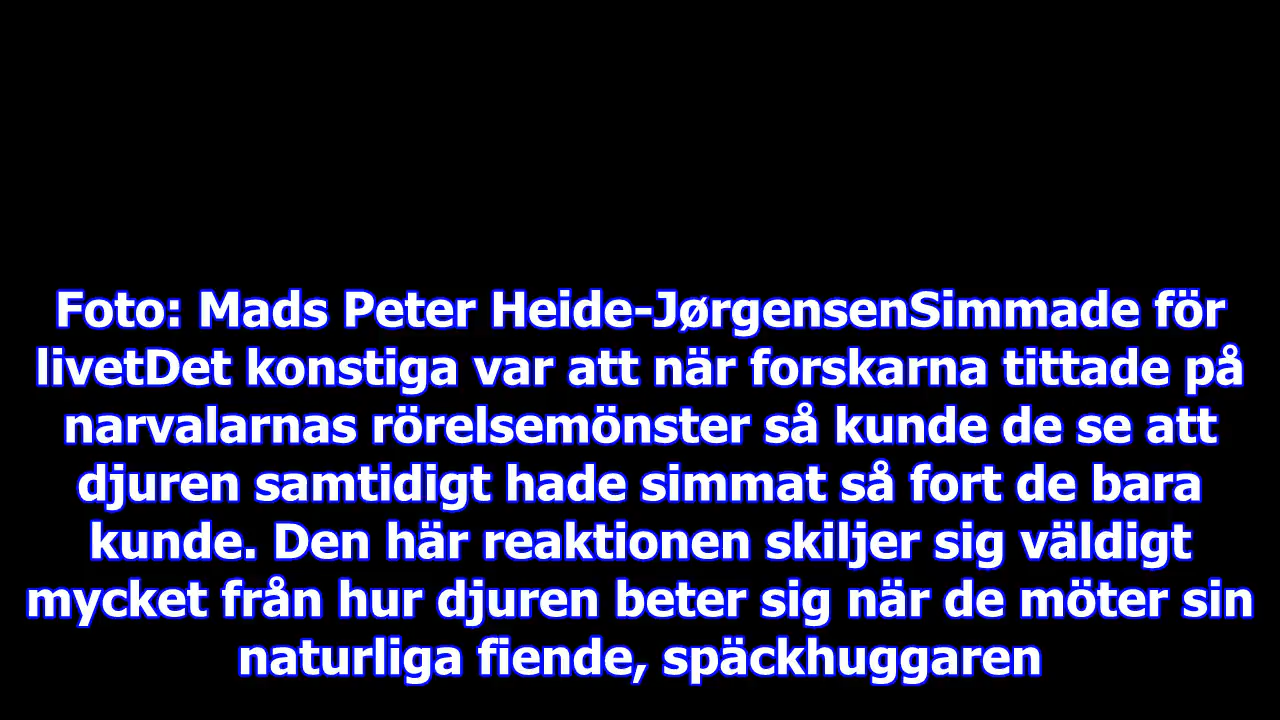 Foto: Mads Peter Heide-JørgensenSimmade för
livetDet konstiga var att när forskarna tittade på
narvalarnas rörelsemönster så kunde de se att
djuren samtidigt hade simmat så fort de bara
kunde. Den här reaktionen skiljer sig väldigt
mycket från hur djuren beter sig när de möter sin
naturliga fiende, späckhuggaren